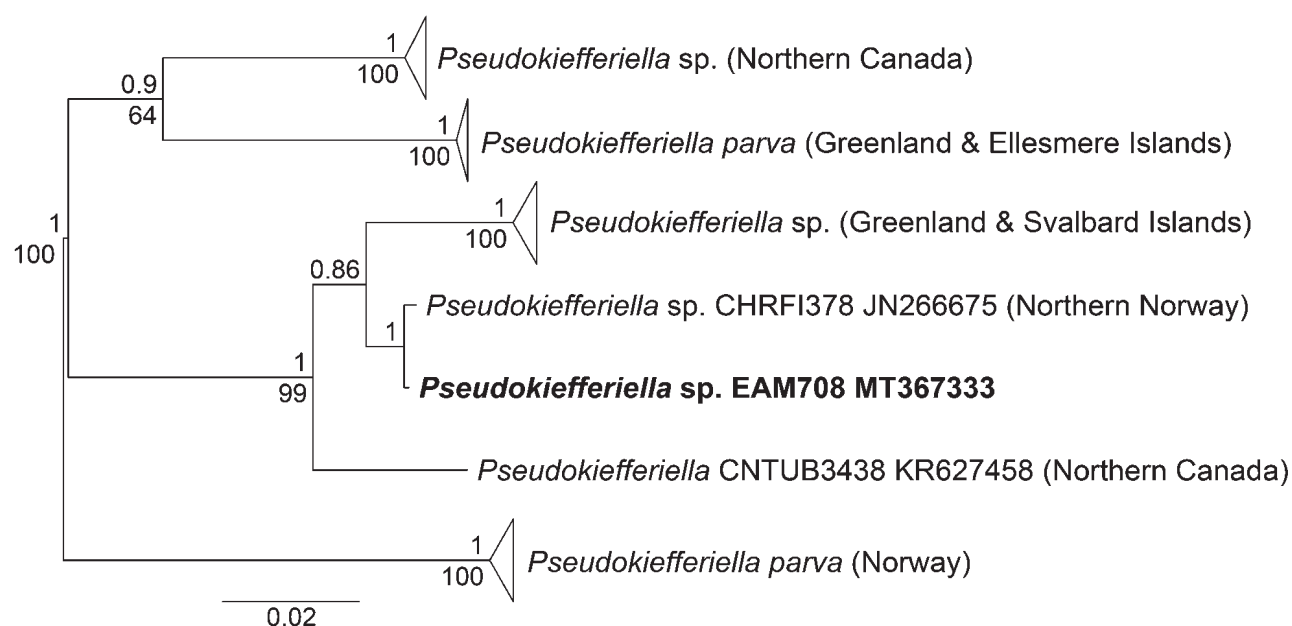 1
100
Pseudokiefferiella sp. (Northern Canada)
0.9
64
1
100
Pseudokiefferiella parva (Greenland & Ellesmere Islands)
1
100
1
100
Pseudokiefferiella sp. (Greenland & Svalbard Islands)
0.86
Pseudokiefferiella sp. CHRFI378 JN266675 (Northern Norway)
1
1
99
Pseudokiefferiella sp. EAM708 MT367333
Pseudokiefferiella CNTUB3438 KR627458 (Northern Canada)
1
100
Pseudokiefferiella parva (Norway)
0.02